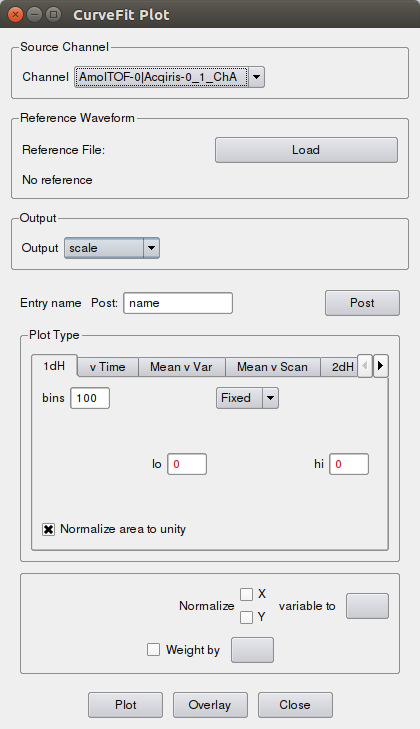 CurveFit Plot
Source Channel
Channel AmolTOF-0|Acqiris-0_1_ChA
Reference Waveform
Reference File: Load
No reference
Output
Output scale
Entry name Post: name Post
Plot Type
1dH v Time Mean v Var Mean v Scan 2dH
bins 100 Fixed
lo 0 hi 0
Normalize area to unity
X
Normalize variable to
Y
Weight by
Plot Overlay Close